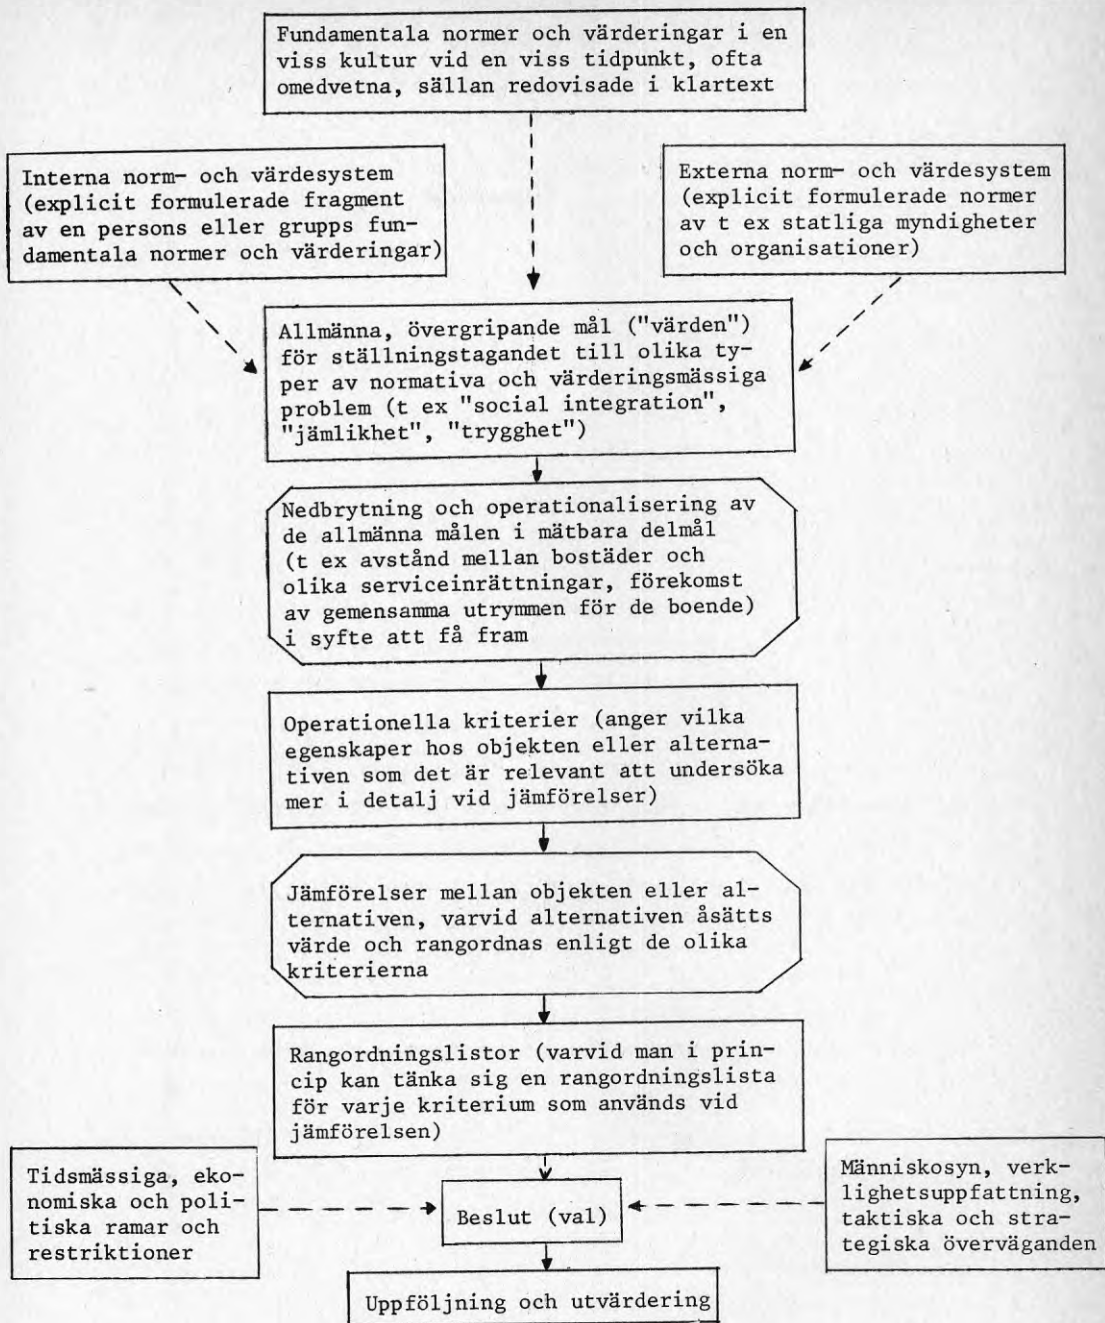 Fundamentala normer och värderingar i en
viss kultur vid en viss tidpunkt, ofta
omedvetna, sällan redovisade i klartext
Interna norm- och värdesystem
(explicit formulerade fragment
av en persons eller grupps fun-
damentala normer och värderingar)
Externa norm- och värdesystem
(explicit formulerade normer
av t ex statliga myndigheter
och organisationer)
Allmänna, övergripande mål ("värden")
för ställningstagandet till olika ty-
per av normativa och värderingsmässiga
problem (t ex "social integration",
"jämlikhet", "trygghet")
Nedbrytning och operationalisering av
de allmänna målen i mätbara delmål
(t ex avstånd mellan bostäder och
olika serviceinrättningar, förekomst
av gemensamma utrymmen för de boende)
i syfte att få fram
Operationella kriterier (anger vilka
egenskaper hos objekten eller alterna-
tiven som det är relevant att undersöka
mer i detalj vid jämförelser)
Jämförelser mellan objekten eller al-
ternativen, varvid alternativen åsätts
värde och rangordnas enligt de olika
kriterierna
Rangordningslistor (varvid man i prin-
cip kan tänka sig en rangordningslista
för varje kriterium som används vid
jämförelsen)
Tidsmässiga, eko-
nomiska och poli-
tiska ramar och
restriktioner
Beslut (val)
Människosyn, verk-
lighetsuppfattning,
taktiska och stra-
tegiska överväganden
Uppföljning och utvärdering